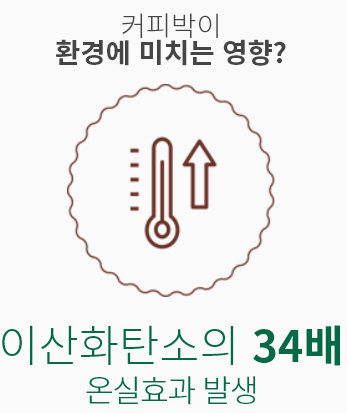 커피박이
환경에 미치는 영향?
이산화탄소의 34배
온실효과 발생